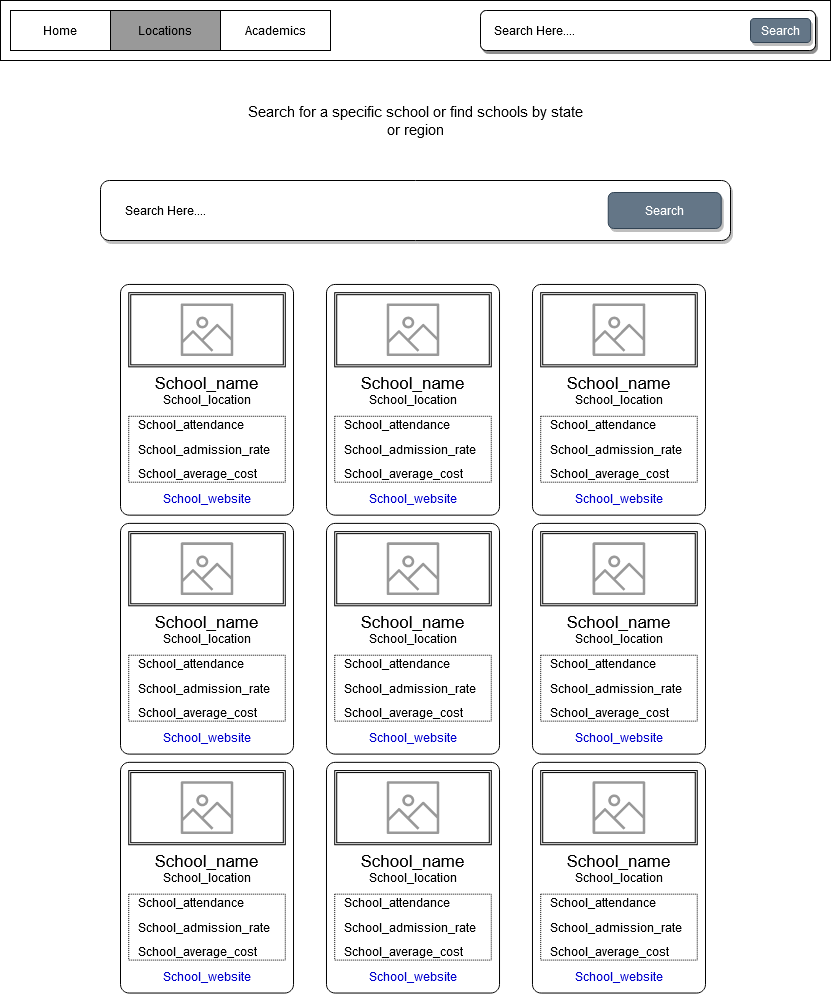 Home Locations Academics Search Here.... Search
Search for a specific school or find schools by state
or region
Search Here.... Search
School_name School_name School_name
School_location School_location School_location
School_attendance School_attendance School_attendance
School_admission_rate School_admission_rate School_admission_rate
School_average_cost School_average_cost School_average_cost
School_website School_website School_website
School_name School_name School_name
School_location School_location School_location
School_attendance School_attendance School_attendance
School_admission_rate School_admission_rate School_admission_rate
School_average_cost School_average_cost School_average_cost
School_website School_website School_website
School_name School_name School_name
School_location School_location School_location
School_attendance School_attendance School_attendance
School_admission_rate School_admission_rate School_admission_rate
School_average_cost School_average_cost School_average_cost
School_website School_website School_website